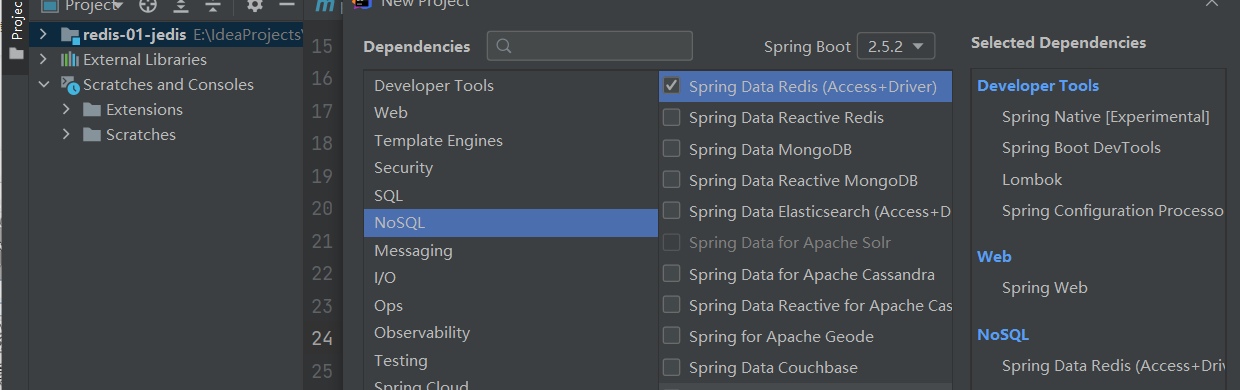 New Project
Project
Project
redis-01-jedis E:\IdeaProjects\
External Libraries
Scratches and Consoles
Extensions
Scratches
15
16
17
18
19
20
21
22
23
24
25
Dependencies
Spring Boot 2.5.2
Developer Tools
Web
Template Engines
Security
SQL
NoSQL
Messaging
I/O
Ops
Observability
Testing
Spring Cloud
Spring Data Redis (Access+Driver)
Spring Data Reactive Redis
Spring Data MongoDB
Spring Data Reactive MongoDB
Spring Data Elasticsearch (Access+D
Spring Data for Apache Solr
Spring Data for Apache Cassandra
Spring Data Reactive for Apache Cas
Spring for Apache Geode
Spring Data Couchbase
Selected Dependencies
Developer Tools
Spring Native [Experimental]
Spring Boot DevTools
Lombok
Spring Configuration Processo
Web
Spring Web
NoSQL
Spring Data Redis (Access+Driv